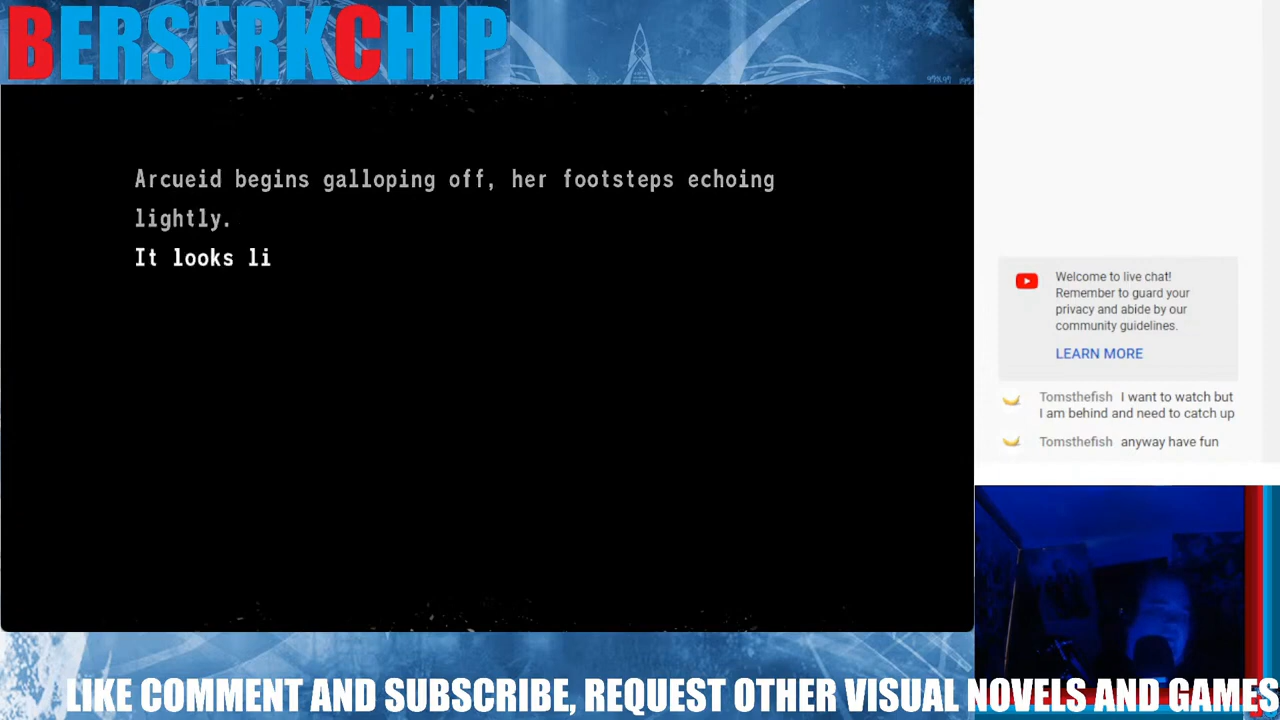 BERSERKCHIP
Arcueid begins galloping off, her footsteps echoing
lightly.
It looks li
Welcome to live chat!
Remember to guard your
privacy and abide by our
community guidelines.
LEARN MORE
Tomsthefish I want to watch but
I am behind and need to catch up
Tomsthefish anyway have fun
LIKE COMMENT AND SUBSCRIBE, REQUEST OTHER VISUAL NOVELS AND GAMES